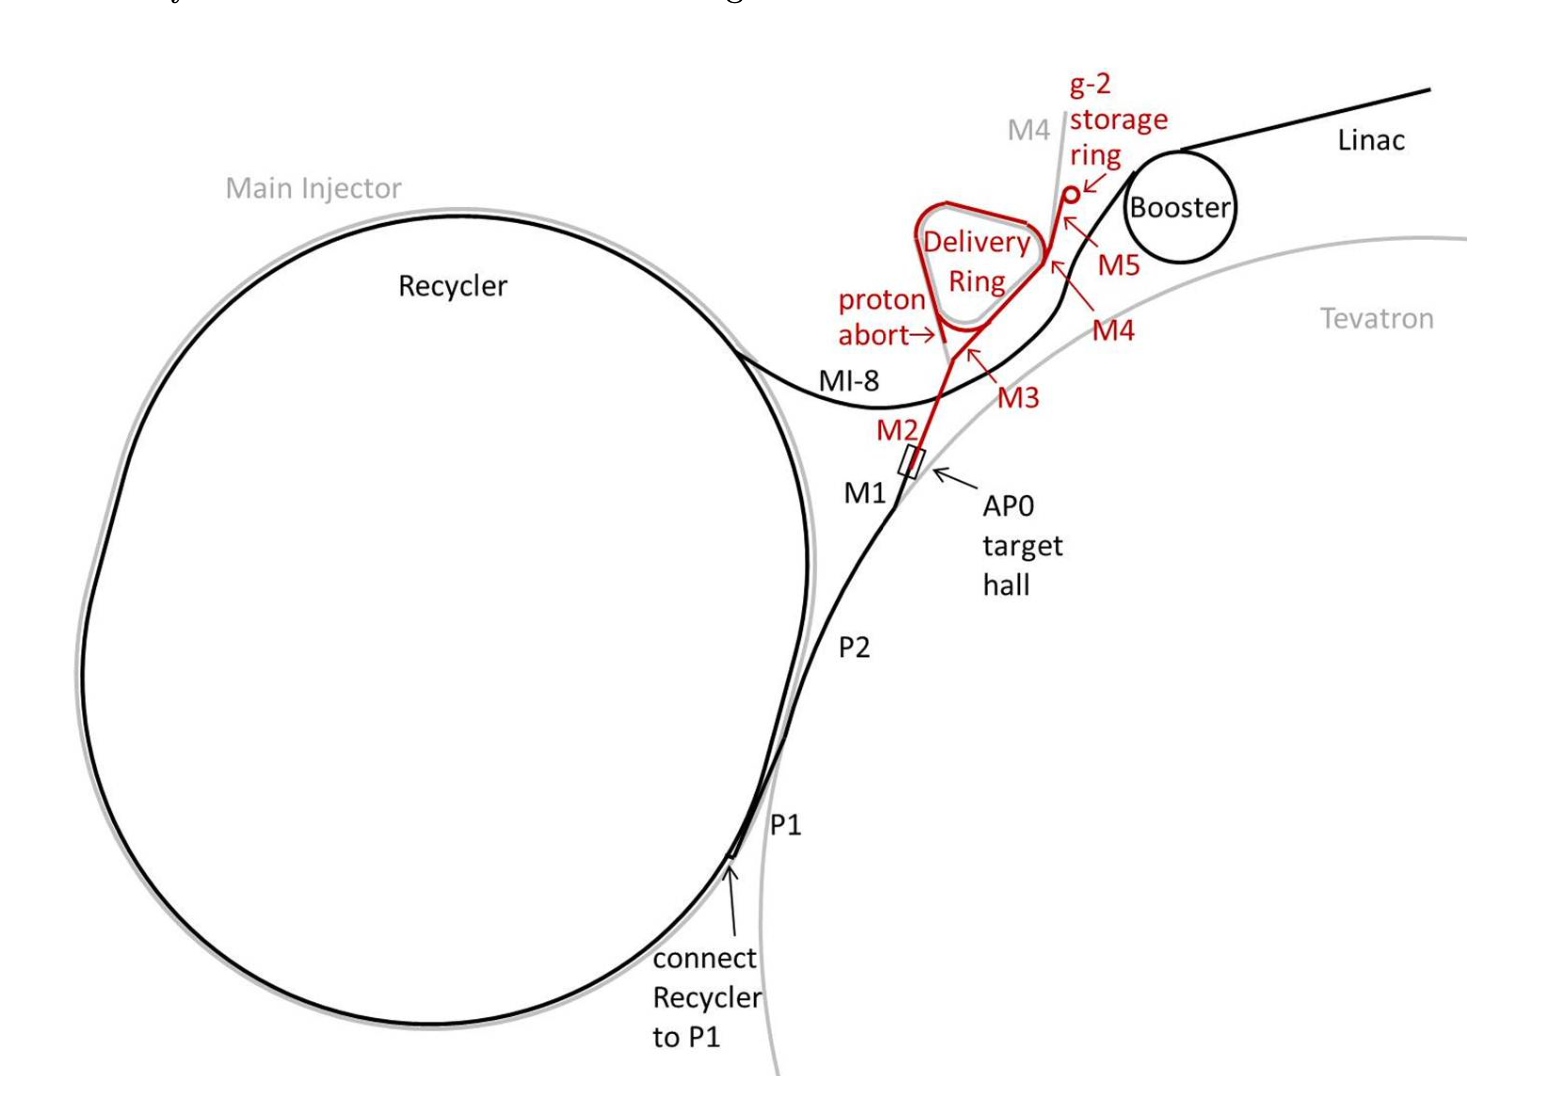 g-2
storage
ring
M4
Linac
Main Injector
Booster
Delivery
Ring
M5
Recycler
proton
abort
M4
Tevatron
MI-8
M3
M2
M1
AP0
target
hall
P2
P1
connect
Recycler
to P1